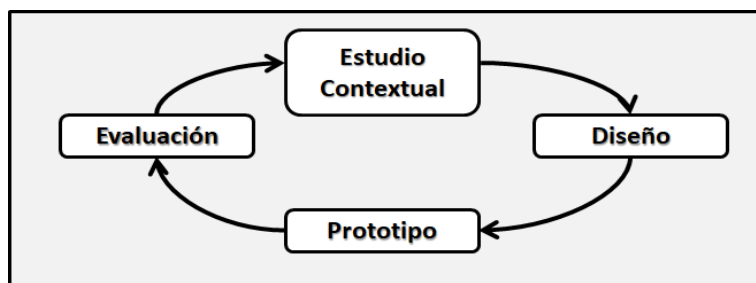 Estudio
Contextual
Evaluación
Diseño
Prototipo